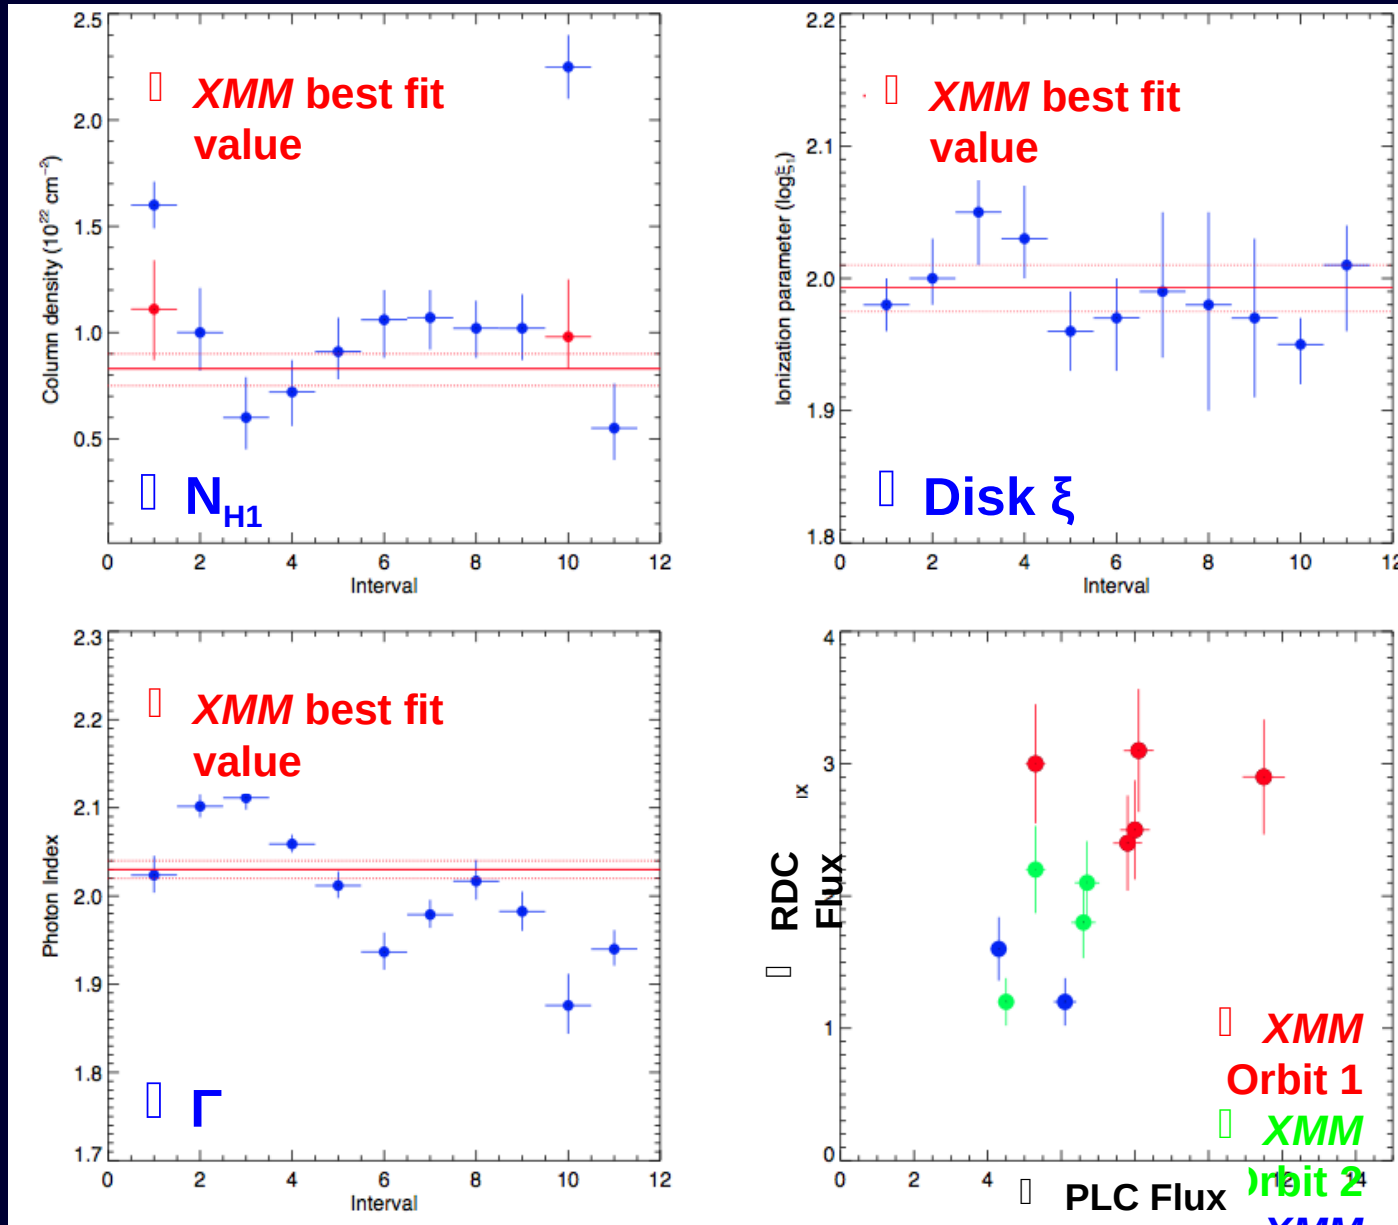 2.5
2.0
1.5
1.0
0.5
Column density (10²² cm⁻²)
XMM best fit
value
N_H1
0 2 4 6 8 10 12
Interval
2.2
2.1
2.0
1.9
1.8
Ionization parameter (logξ₁)
XMM best fit
value
Disk ξ
0 2 4 6 8 10 12
Interval
2.3
2.2
2.1
2.0
1.9
1.8
1.7
Photon Index
XMM best fit
value
Γ
0 2 4 6 8 10 12
Interval
4
3
1
0
RDC
Flux
XMM
Orbit 1
XMM
Orbit 2
XMM
0 4 14
PLC Flux